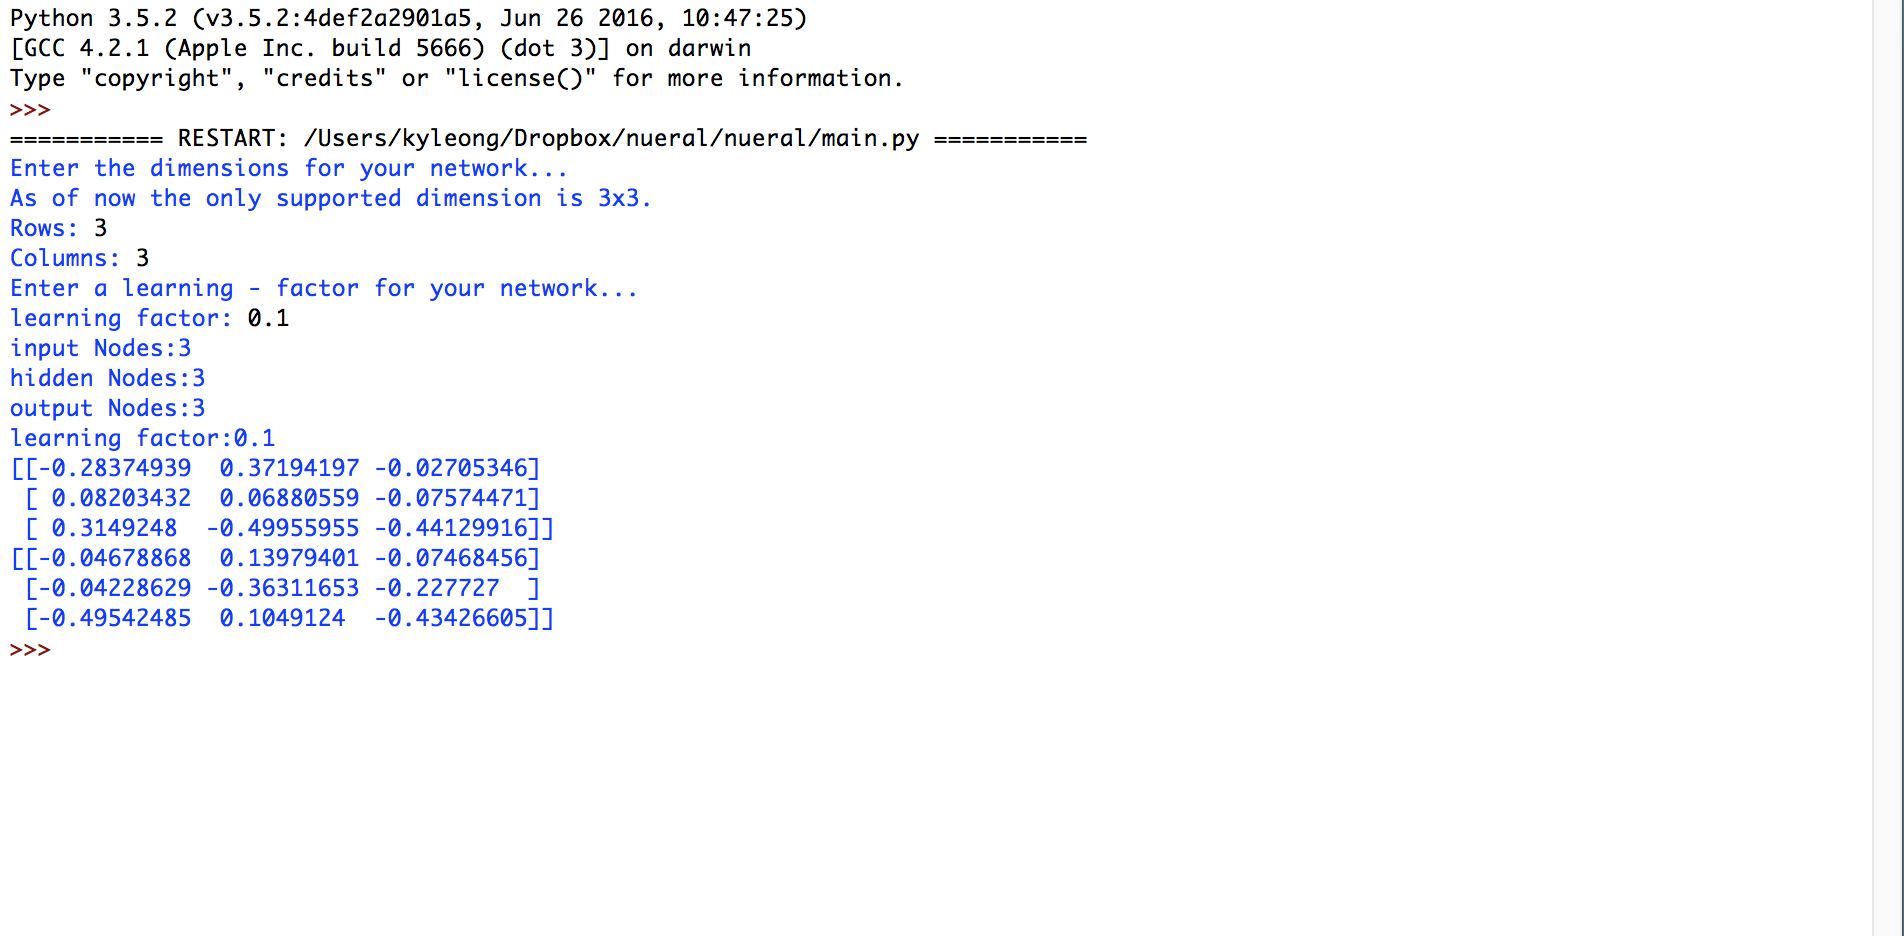 Python 3.5.2 (v3.5.2:4def2a2901a5, Jun 26 2016, 10:47:25)
[GCC 4.2.1 (Apple Inc. build 5666) (dot 3)] on darwin
Type "copyright", "credits" or "license()" for more information.
>>>
=========== RESTART: /Users/kyleong/Dropbox/nueral/nueral/main.py ===========
Enter the dimensions for your network...
As of now the only supported dimension is 3x3.
Rows: 3
Columns: 3
Enter a learning - factor for your network...
learning factor: 0.1
input Nodes:3
hidden Nodes:3
output Nodes:3
learning factor:0.1
[[-0.28374939  0.37194197 -0.02705346]
 [ 0.08203432  0.06880559 -0.07574471]
 [ 0.3149248  -0.49955955 -0.44129916]]
[[-0.04678868  0.13979401 -0.07468456]
 [-0.04228629 -0.36311653 -0.227727  ]
 [-0.49542485  0.1049124  -0.43426605]]
>>>